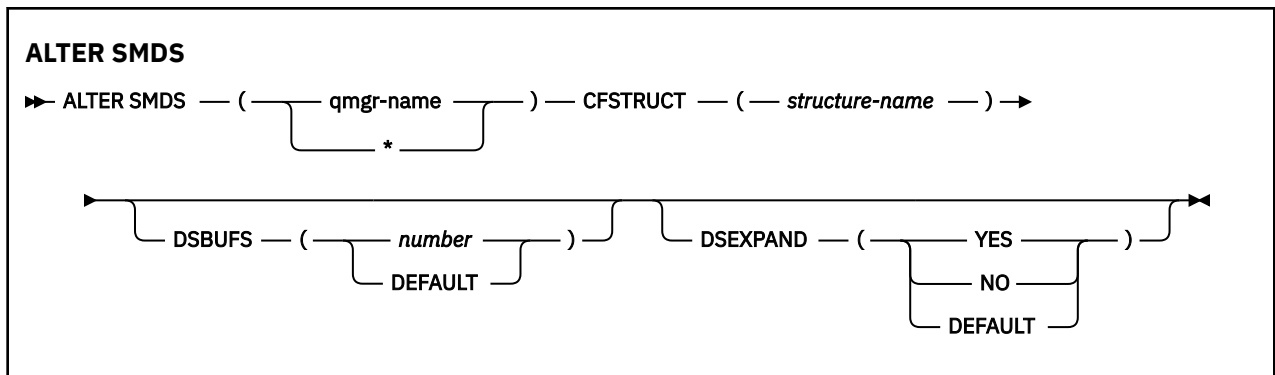 ALTER SMDS
ALTER SMDS ( qmgr-name ) CFSTRUCT ( structure-name )
*
DSBUFS ( number ) DSEXPAND ( YES )
DEFAULT NO
DEFAULT